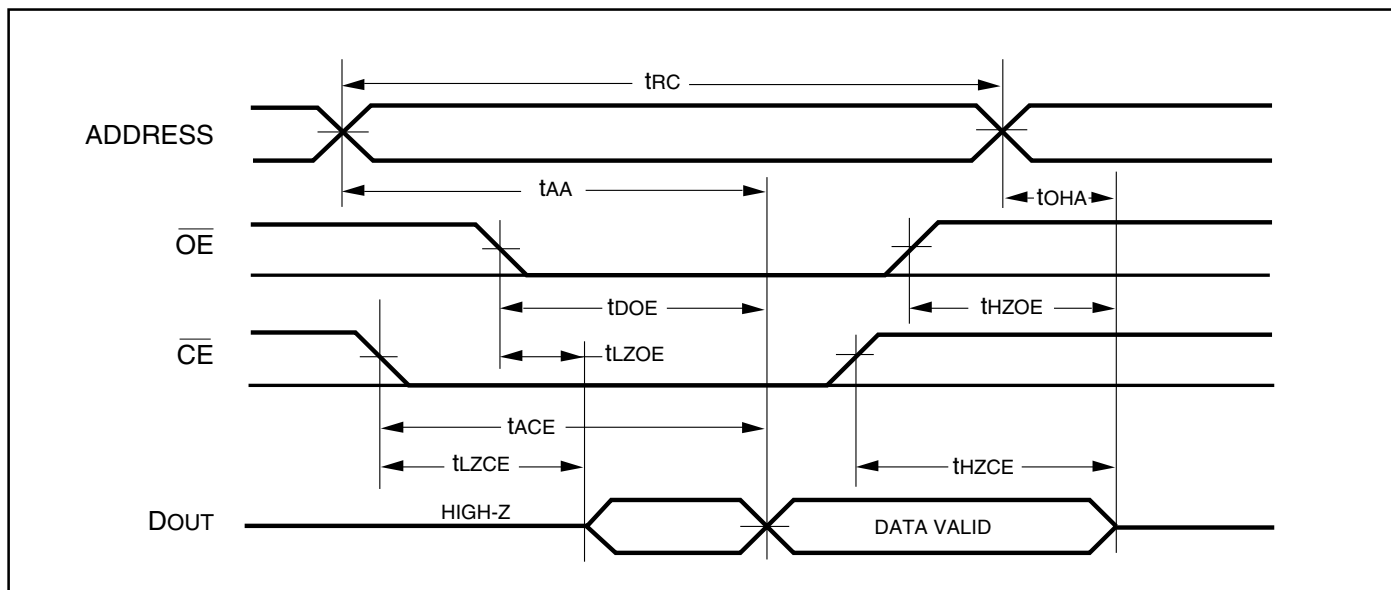 tRC
ADDRESS
tAA
tOHA
OE
tDOE
tHZOE
CE
tLZOE
tACE
tLZCE
tHZCE
DOUT
HIGH-Z
DATA VALID